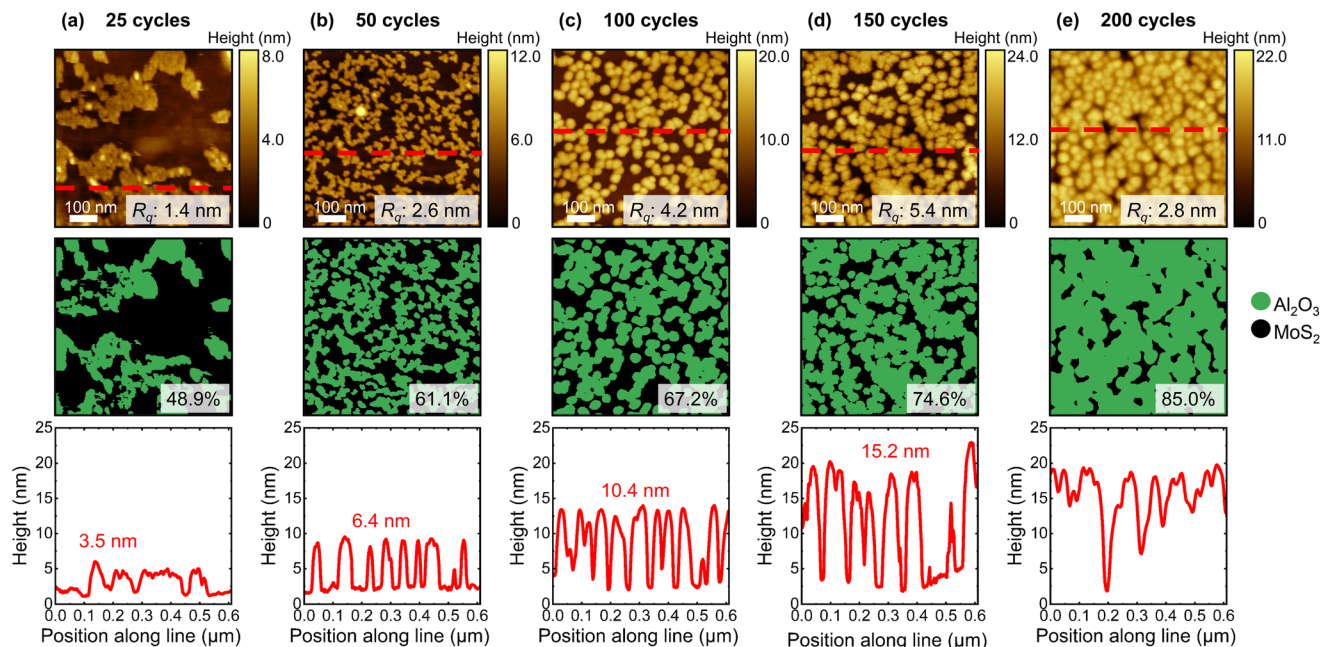 (a) 25 cycles
(b) 50 cycles
(c) 100 cycles
(d) 150 cycles
(e) 200 cycles
Height (nm)
Height (nm)
Height (nm)
Height (nm)
Height (nm)
8.0
4.0
0
100 nm
Rq: 1.4 nm
12.0
6.0
0
100 nm
Rq: 2.6 nm
20.0
10.0
0
100 nm
Rq: 4.2 nm
24.0
12.0
0
100 nm
Rq: 5.4 nm
22.0
11.0
0
100 nm
Rq: 2.8 nm
48.9%
61.1%
67.2%
74.6%
85.0%
Al₂O₃
MoS₂
Height (nm)
25
20
15
10
5
0
3.5 nm
0.0 0.1 0.2 0.3 0.4 0.5 0.6
Position along line (μm)
Height (nm)
25
20
15
10
5
0
6.4 nm
0.0 0.1 0.2 0.3 0.4 0.5 0.6
Position along line (μm)
Height (nm)
25
20
15
10
5
0
10.4 nm
0.0 0.1 0.2 0.3 0.4 0.5 0.6
Position along line (μm)
Height (nm)
25
20
15
10
5
0
15.2 nm
0.0 0.1 0.2 0.3 0.4 0.5 0.6
Position along line (μm)
Height (nm)
25
20
15
10
5
0
0.0 0.1 0.2 0.3 0.4 0.5 0.6
Position along line (μm)